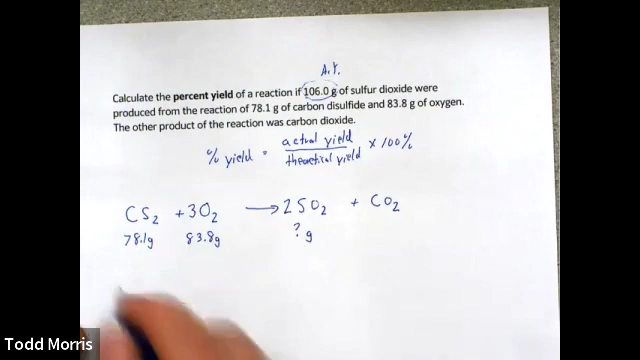 A.Y.
Calculate the percent yield of a reaction if 106.0 g of sulfur dioxide were
produced from the reaction of 78.1 g of carbon disulfide and 83.8 g of oxygen.
The other product of the reaction was carbon dioxide.
% yield = actual yield / theoretical yield × 100%
CS₂ + 3O₂ → 2SO₂ + CO₂
78.1g 83.8g ? g
Todd Morris